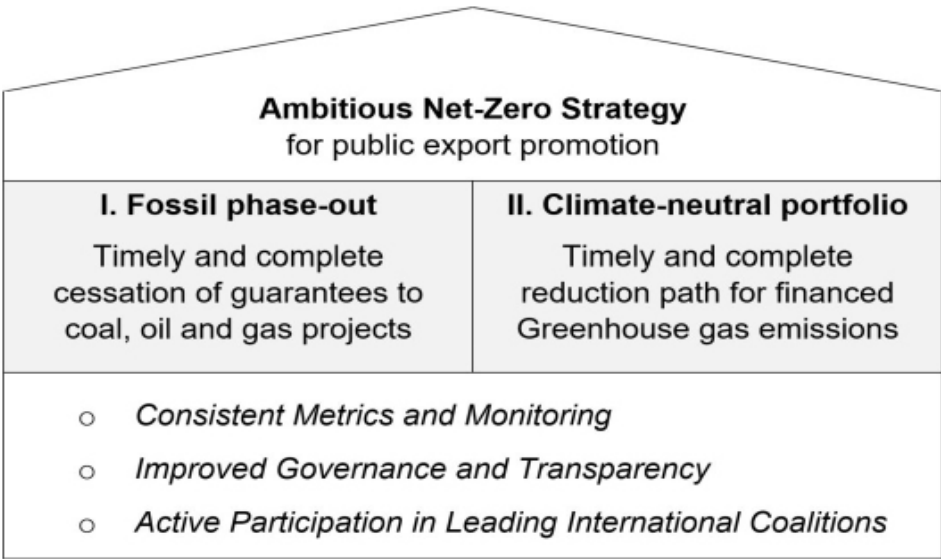 Ambitious Net-Zero Strategy
for public export promotion
I. Fossil phase-out
Timely and complete
cessation of guarantees to
coal, oil and gas projects
II. Climate-neutral portfolio
Timely and complete
reduction path for financed
Greenhouse gas emissions
o Consistent Metrics and Monitoring
o Improved Governance and Transparency
o Active Participation in Leading International Coalitions